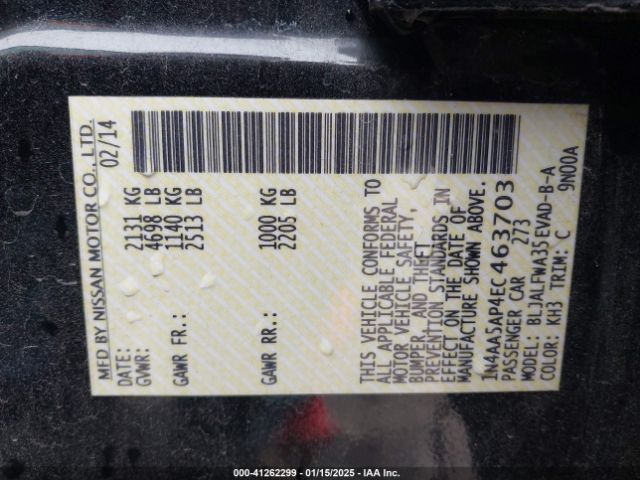 MFD BY NISSAN MOTOR CO., LTD.
DATE: 02/14
GVWR: 2131 KG
4698 LB
GAWR FR.: 1140 KG
2513 LB
GAWR RR.: 1000 KG
2205 LB
THIS VEHICLE CONFORMS TO
ALL APPLICABLE FEDERAL
MOTOR VEHICLE SAFETY,
BUMPER, AND THEFT
PREVENTION STANDARDS IN
EFFECT ON THE DATE OF
MANUFACTURE SHOWN ABOVE.
1N4AA5AP4EC463703
PASSENGER CAR 273
MODEL: BLJALFWA35EVAD-B-A
COLOR: KH3 TRIM: C 9N00A
000-41262299 - 01/15/2025 - IAA Inc.